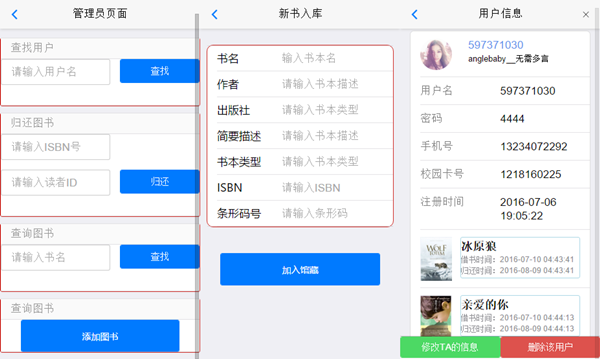 管理员页面
查找用户
请输入用户名
查找
归还图书
请输入ISBN号
请输入读者ID
归还
查询图书
请输入书名
查找
查询图书
添加图书
新书入库
书名 输入书本名
作者 请输入书本描述
出版社 请输入书本类型
简要描述 请输入书本描述
书本类型 请输入书本类型
ISBN 请输入ISBN
条形码号 请输入条形码
加入馆藏
用户信息
597371030
anglebaby__无需多言
用户名 597371030
密码 4444
手机号 13234072292
校园卡号 1218160225
注册时间 2016-07-06
19:05:22
冰原狼
借书时间: 2016-07-10 04:43:41
归还时间: 2016-08-09 04:43:41
WOLF
亲爱的你
借书时间: 2016-07-10 04:44:13
归还时间: 2016-08-09 04:44:13
修改TA的信息
删除该用户